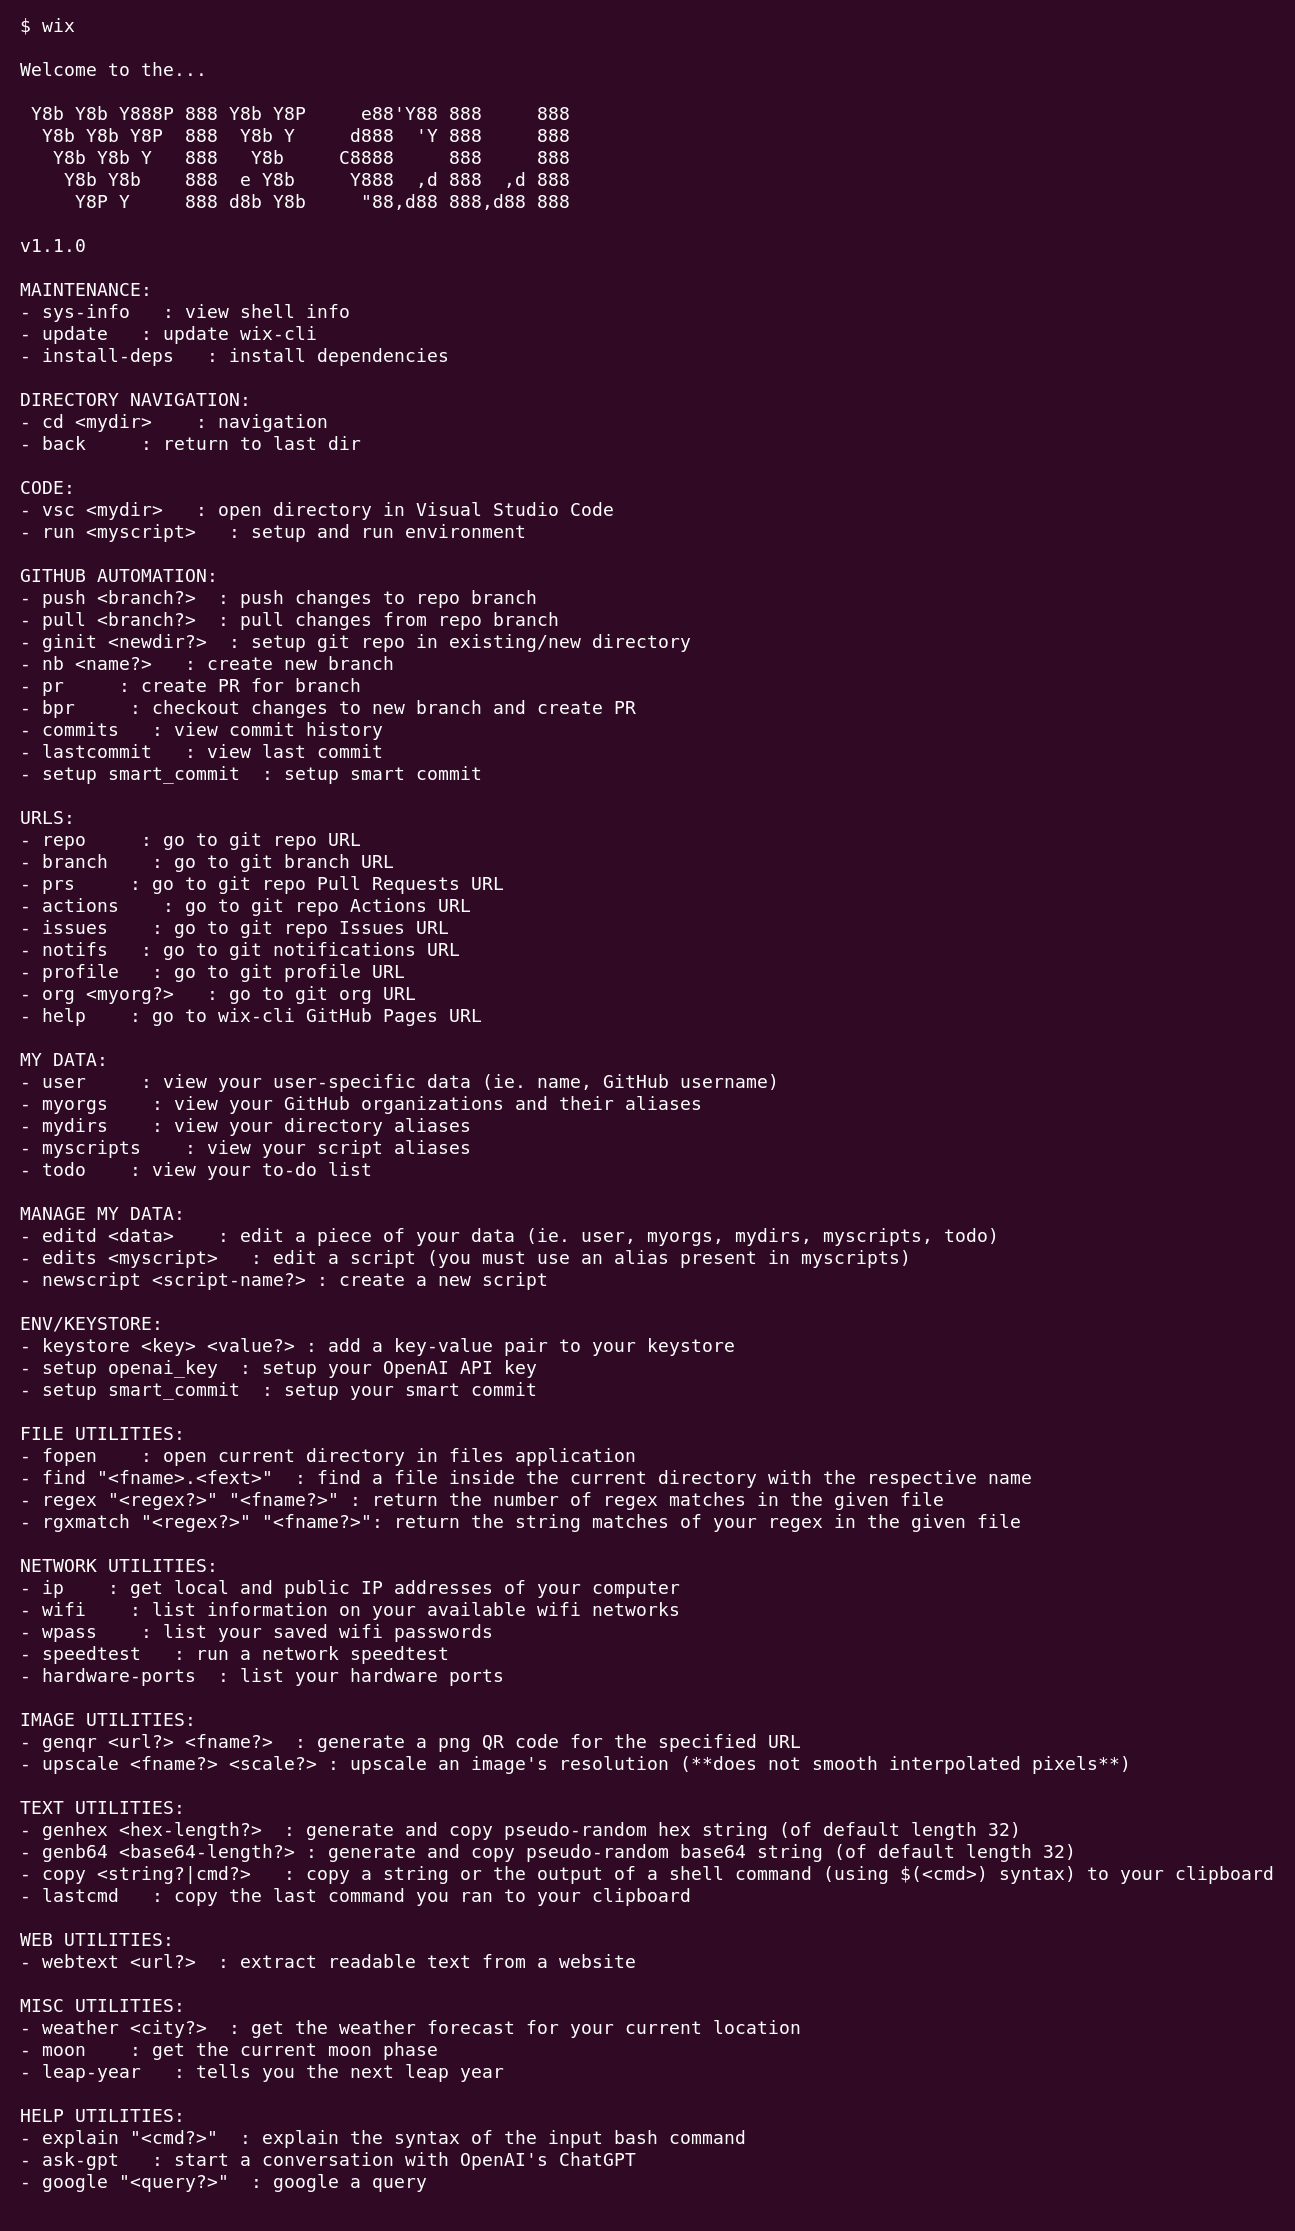 $ wix

Welcome to the...

 Y8b Y8b Y888P 888 Y8b Y8P     e88'Y88 888     888
  Y8b Y8b Y8P  888  Y8b Y     d888  'Y 888     888
   Y8b Y8b Y   888   Y8b     C8888     888     888
    Y8b Y8b    888  e Y8b     Y888  ,d 888  ,d 888
     Y8P Y     888 d8b Y8b     "88,d88 888,d88 888

v1.1.0

MAINTENANCE:
- sys-info   : view shell info
- update   : update wix-cli
- install-deps   : install dependencies

DIRECTORY NAVIGATION:
- cd <mydir>    : navigation
- back     : return to last dir

CODE:
- vsc <mydir>   : open directory in Visual Studio Code
- run <myscript>   : setup and run environment

GITHUB AUTOMATION:
- push <branch?>  : push changes to repo branch
- pull <branch?>  : pull changes from repo branch
- ginit <newdir?>  : setup git repo in existing/new directory
- nb <name?>   : create new branch
- pr     : create PR for branch
- bpr     : checkout changes to new branch and create PR
- commits   : view commit history
- lastcommit   : view last commit
- setup smart_commit  : setup smart commit

URLS:
- repo     : go to git repo URL
- branch    : go to git branch URL
- prs     : go to git repo Pull Requests URL
- actions    : go to git repo Actions URL
- issues    : go to git repo Issues URL
- notifs   : go to git notifications URL
- profile   : go to git profile URL
- org <myorg?>   : go to git org URL
- help    : go to wix-cli GitHub Pages URL

MY DATA:
- user     : view your user-specific data (ie. name, GitHub username)
- myorgs    : view your GitHub organizations and their aliases
- mydirs    : view your directory aliases
- myscripts    : view your script aliases
- todo    : view your to-do list

MANAGE MY DATA:
- editd <data>    : edit a piece of your data (ie. user, myorgs, mydirs, myscripts, todo)
- edits <myscript>   : edit a script (you must use an alias present in myscripts)
- newscript <script-name?> : create a new script

ENV/KEYSTORE:
- keystore <key> <value?> : add a key-value pair to your keystore
- setup openai_key  : setup your OpenAI API key
- setup smart_commit  : setup your smart commit

FILE UTILITIES:
- fopen    : open current directory in files application
- find "<fname>.<fext>"  : find a file inside the current directory with the respective name
- regex "<regex?>" "<fname?>" : return the number of regex matches in the given file
- rgxmatch "<regex?>" "<fname?>": return the string matches of your regex in the given file

NETWORK UTILITIES:
- ip    : get local and public IP addresses of your computer
- wifi    : list information on your available wifi networks
- wpass    : list your saved wifi passwords
- speedtest   : run a network speedtest
- hardware-ports  : list your hardware ports

IMAGE UTILITIES:
- genqr <url?> <fname?>  : generate a png QR code for the specified URL
- upscale <fname?> <scale?> : upscale an image's resolution (**does not smooth interpolated pixels**)

TEXT UTILITIES:
- genhex <hex-length?>  : generate and copy pseudo-random hex string (of default length 32)
- genb64 <base64-length?> : generate and copy pseudo-random base64 string (of default length 32)
- copy <string?|cmd?>   : copy a string or the output of a shell command (using $(<cmd>) syntax) to your clipboard
- lastcmd   : copy the last command you ran to your clipboard

WEB UTILITIES:
- webtext <url?>  : extract readable text from a website

MISC UTILITIES:
- weather <city?>  : get the weather forecast for your current location
- moon    : get the current moon phase
- leap-year   : tells you the next leap year

HELP UTILITIES:
- explain "<cmd?>"  : explain the syntax of the input bash command
- ask-gpt   : start a conversation with OpenAI's ChatGPT
- google "<query?>"  : google a query